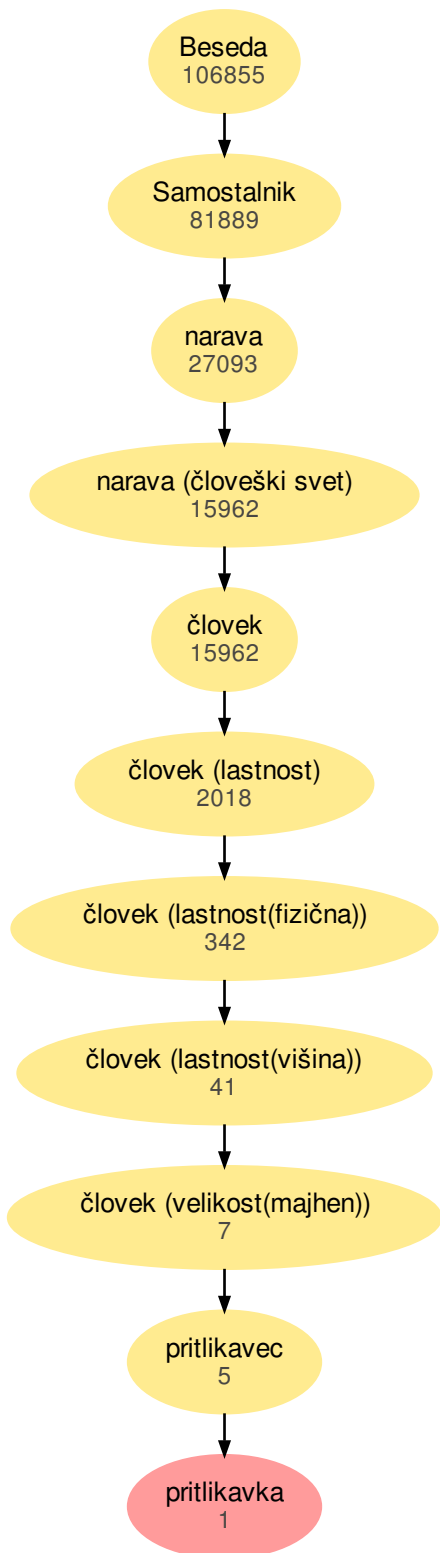 Beseda
106855
Samostalnik
81889
narava
27093
narava (človeški svet)
15962
človek
15962
človek (lastnost)
2018
človek (lastnost(fizična))
342
človek (lastnost(višina))
41
človek (velikost(majhen))
7
pritlikavec
5
pritlikavka
1